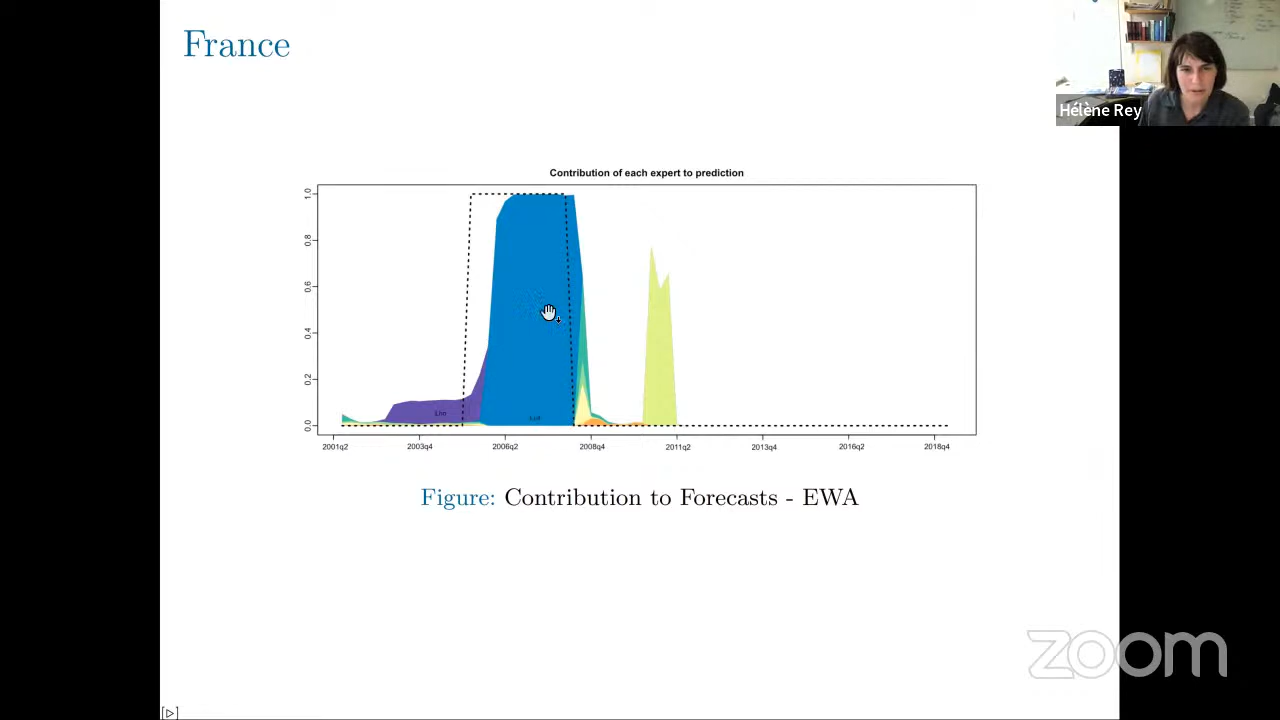 France
Hélène Rey
Contribution of each expert to prediction
1.0
0.8
0.6
0.4
0.2
0.0
2001q2 2003q4 2006q2 2008q4 2011q2 2013q4 2016q2 2018q4
Figure: Contribution to Forecasts - EWA
zoom